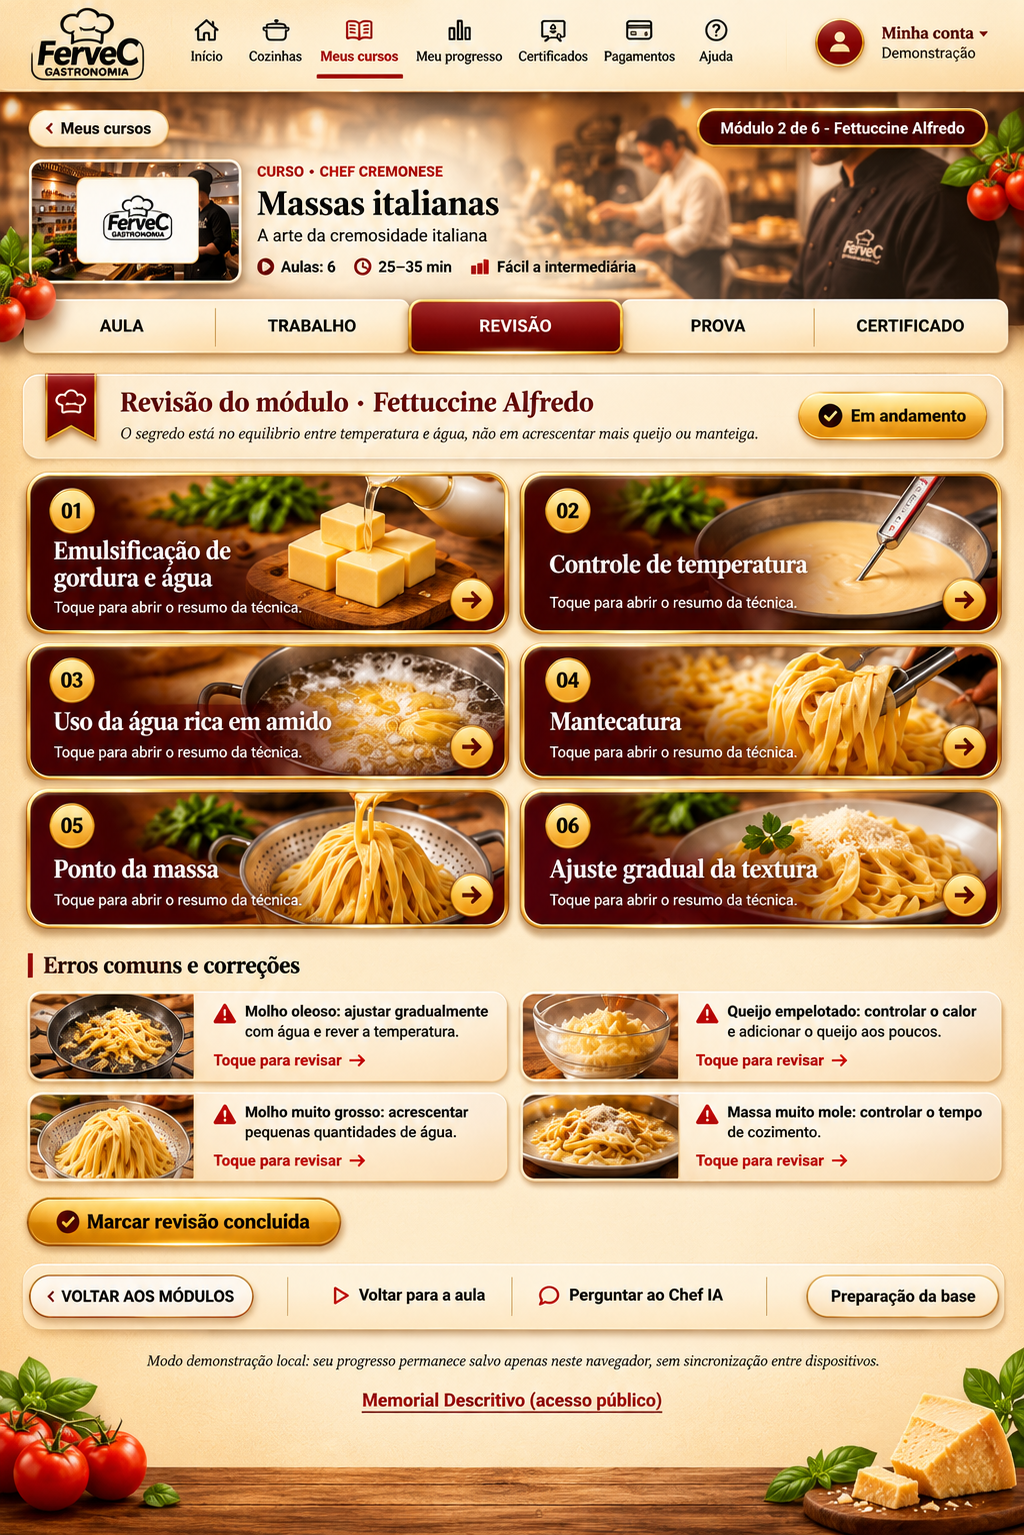 FerveC
GASTRONOMIA
Início
Cozinhas
Meus cursos
Meu progresso
Certificados
Pagamentos
Ajuda
Minha conta
Demonstração
Meus cursos
Módulo 2 de 6 - Fettuccine Alfredo
FerveC
GASTRONOMIA
CURSO • CHEF CREMONESE
Massas italianas
A arte da cremosidade italiana
Aulas: 6
25–35 min
Fácil a intermediária
FerveC
AULA
TRABALHO
REVISÃO
PROVA
CERTIFICADO
Revisão do módulo · Fettuccine Alfredo
O segredo está no equilibrio entre temperatura e água, não em acrescentar mais queijo ou manteiga.
Em andamento
01
Emulsificação de
gordura e água
Toque para abrir o resumo da técnica.
02
Controle de temperatura
Toque para abrir o resumo da técnica.
03
Uso da água rica em amido
Toque para abrir o resumo da técnica.
04
Mantecatura
Toque para abrir o resumo da técnica.
05
Ponto da massa
Toque para abrir o resumo da técnica.
06
Ajuste gradual da textura
Toque para abrir o resumo da técnica.
Erros comuns e correções
Molho oleoso: ajustar gradualmente
com água e rever a temperatura.
Toque para revisar
Queijo empelotado: controlar o calor
e adicionar o queijo aos poucos.
Toque para revisar
Molho muito grosso: acrescentar
pequenas quantidades de água.
Toque para revisar
Massa muito mole: controlar o tempo
de cozimento.
Toque para revisar
Marcar revisão concluida
VOLTAR AOS MÓDULOS
Voltar para a aula
Perguntar ao Chef IA
Preparação da base
Modo demonstração local: seu progresso permanece salvo apenas neste navegador, sem sincronização entre dispositivos.
Memorial Descritivo (acesso público)